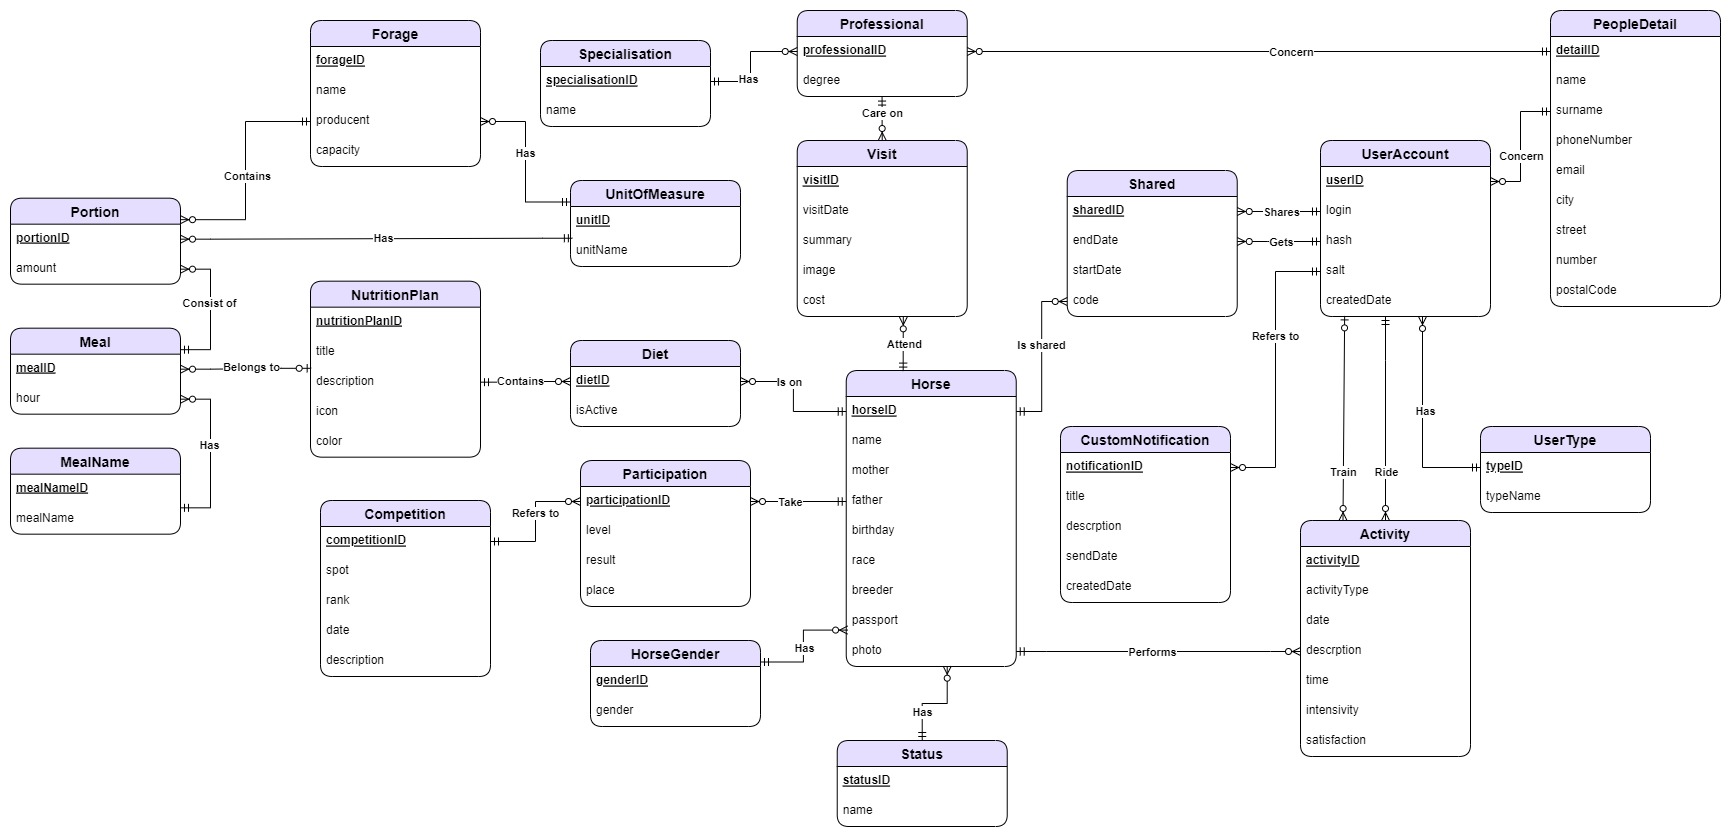 Portion
portionID
amount
Meal
mealID
hour
MealName
mealNameID
mealName
Contains
Consist of
Has
Belongs to
Has
Forage
forageID
name
producent
capacity
NutritionPlan
nutritionPlanID
title
description
icon
color
Competition
competitionID
spot
rank
date
description
Has
Contains
Refers to
Specialisation
specialisationID
name
UnitOfMeasure
unitID
unitName
Diet
dietID
isActive
Participation
participationID
level
result
place
HorseGender
genderID
gender
Has
Is on
Take
Has
Professional
professionalID
degree
Care on
Visit
visitID
visitDate
summary
image
cost
Attend
Horse
horseID
name
mother
father
birthday
race
breeder
passport
photo
Has
Status
statusID
name
Is shared
Shared
sharedID
endDate
startDate
code
CustomNotification
notificationID
title
descrption
sendDate
createdDate
Performs
Concern
Shares
Gets
Refers to
UserAccount
userID
login
hash
salt
createdDate
Train
Ride
Activity
activityID
activityType
date
descrption
time
intensivity
satisfaction
Has
UserType
typeID
typeName
Concern
PeopleDetail
detailID
name
surname
phoneNumber
email
city
street
number
postalCode